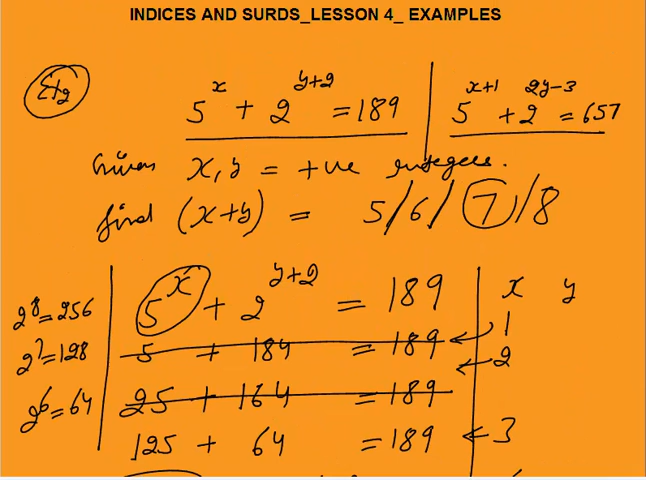 INDICES AND SURDS_LESSON 4_ EXAMPLES
Ex2 5^x + 2^(y+2) = 189 | 5^(x+1) + 2^(2y-3) = 657
Given x, y = +ve integers.
find (x+y) = 5/6/7/8
2^8=256 5^x + 2^(y+2) = 189 x y
2^7=128 5 + 184 = 189 ← 1
25 + 164 = 189 ← 2
2^6=64
125 + 64 = 189 ← 3